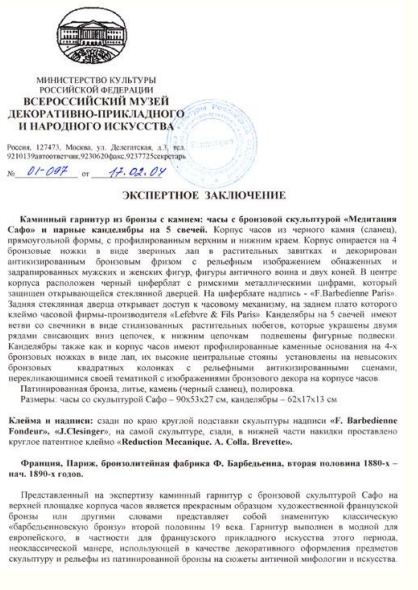 МИНИСТЕРСТВО КУЛЬТУРЫ
РОССИЙСКОЙ ФЕДЕРАЦИИ
ВСЕРОССИЙСКИЙ МУЗЕЙ
ДЕКОРАТИВНО-ПРИКЛАДНОГО
И НАРОДНОГО ИСКУССТВА
Россия, 127473, Москва, ул. Делегатская, д.3, тел.
9210139автоответчик,9230620факс,9237725секретарь
№ 01-097 от 17.02.04
ЭКСПЕРТНОЕ ЗАКЛЮЧЕНИЕ
Каминный гарнитур из бронзы с камнем: часы с бронзовой скульптурой «Медитация
Сафо» и парные канделябры на 5 свечей. Корпус часов из черного камня (сланец),
прямоугольной формы, с профилированным верхним и нижним краем. Корпус опирается на 4
бронзовые ножки в виде звериных лап в растительных завитках и декорирован
антикизированным бронзовым фризом с рельефным изображением обнаженных и
задрапированных мужских и женских фигур, фигуры античного воина и двух коней. В центре
корпуса расположен черный циферблат с римскими металлическими цифрами, который
защищен открывающейся стеклянной дверцей. На циферблате надпись - «F.Barbedienne Paris».
Задняя стеклянная дверца открывает доступ к часовому механизму, на заднем плато которого
клеймо часовой фирмы-производителя «Lefebvre & Fils Paris». Канделябры на 5 свечей имеют
ветви со свечники в виде стилизованных растительных побегов, которые украшены двумя
рядами свисающих вниз цепочек, к нижним цепочкам подвешены фигурные подвески.
Канделябры также как и корпус часов имеют профилированные каменные основания на 4-х
бронзовых ножках в виде лап, их высокие центральные стояны установлены на невысоких
бронзовых квадратных колонках с рельефными антикизированными сценами,
перекликающимися своей тематикой с изображениями бронзового декора на корпусе часов.
Патинированная бронза, литье, камень (черный сланец), полировка.
Размеры: часы со скульптурой Сафо – 90х53х27 см, канделябры – 62х17х13 см
Клейма и надписи: сзади по краю круглой подставки скульптуры надписи «F. Barbedienne
Fondeur», «J.Clesinger», на самой скульптуре, сзади, в нижней части накидки проставлено
круглое патентное клеймо «Reduction Mecanique. A. Colla. Brevette».
Франция, Париж, бронзолитейная фабрика Ф. Барбедьенна, вторая половина 1880-х –
нач. 1890-х годов.
Представленный на экспертизу каминный гарнитур с бронзовой скульптурой Сафо на
верхней площадке корпуса часов является прекрасным образцом художественной французской
бронзы или другими словами представляет собой знаменитую классическую
«барбедьенновскую бронзу» второй половины 19 века. Гарнитур выполнен в модной для
европейского, в частности для французского прикладного искусства этого периода,
неоклассической манере, использующей в качестве декоративного оформления предметов
скульптуру и рельефы из патинированной бронзы на сюжеты античной мифологии и искусства.